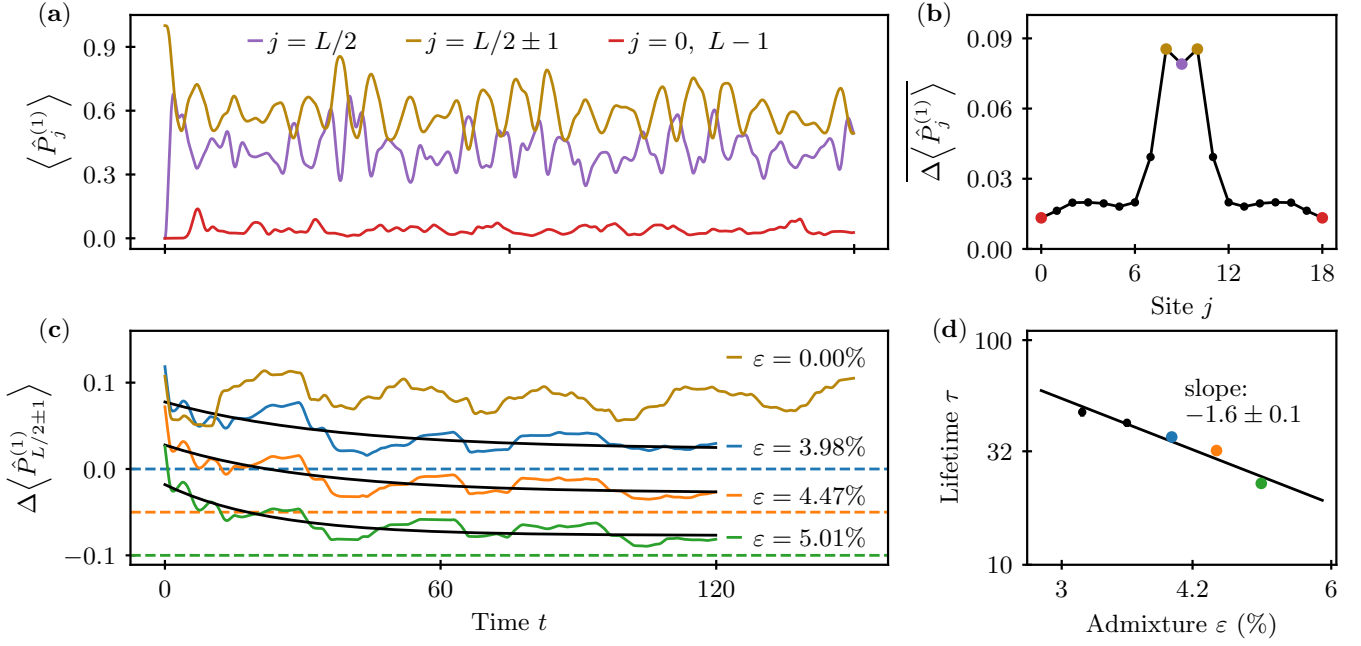 (a)
j = L/2
j = L/2 ± 1
j = 0, L − 1
⟨P̂_j^(1)⟩
0.9
0.6
0.3
0.0
(b)
Δ⟨P̂_j^(1)⟩
0.09
0.06
0.03
0.00
0
6
12
18
Site j
(c)
Δ⟨P̂_{L/2±1}^(1)⟩
0.1
0.0
−0.1
ε = 0.00%
ε = 3.98%
ε = 4.47%
ε = 5.01%
0
60
120
Time t
(d)
Lifetime τ
100
32
10
slope:
−1.6 ± 0.1
3
4.2
6
Admixture ε (%)